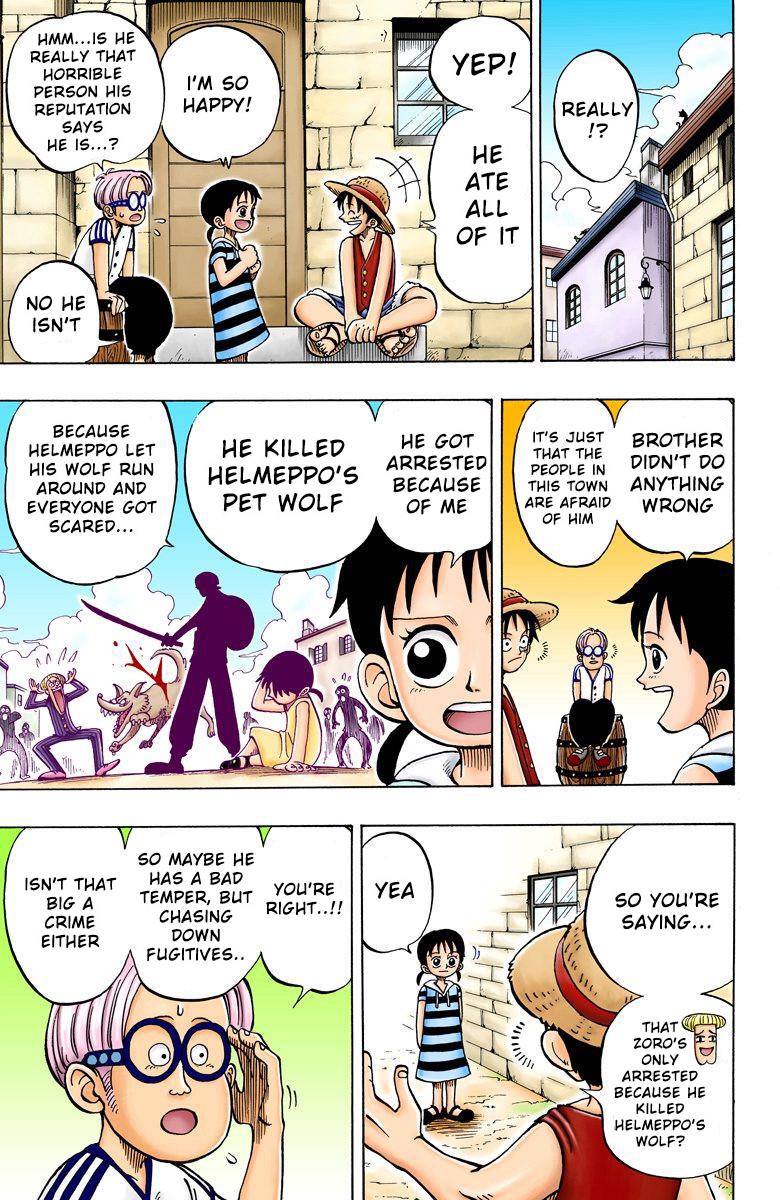 REALLY
!?
YEP!
HE
ATE
ALL
OF IT
I'M SO
HAPPY!
HMM...IS HE
REALLY THAT
HORRIBLE
PERSON HIS
REPUTATION
SAYS
HE IS...?
NO HE
ISN'T
BROTHER
DIDN'T DO
ANYTHING
WRONG
IT'S JUST
THAT THE
PEOPLE IN
THIS TOWN
ARE AFRAID
OF HIM
HE GOT
ARRESTED
BECAUSE
OF ME
HE KILLED
HELMEPPO'S
PET WOLF
BECAUSE
HELMEPPO LET
HIS WOLF RUN
AROUND AND
EVERYONE GOT
SCARED...
SO YOU'RE
SAYING...
THAT
ZORO'S
ONLY
ARRESTED
BECAUSE HE
KILLED
HELMEPPO'S
WOLF?
YEA
YOU'RE
RIGHT..!!
SO MAYBE HE
HAS A BAD
TEMPER, BUT
CHASING
DOWN
FUGITIVES..
ISN'T THAT
BIG A
CRIME
EITHER